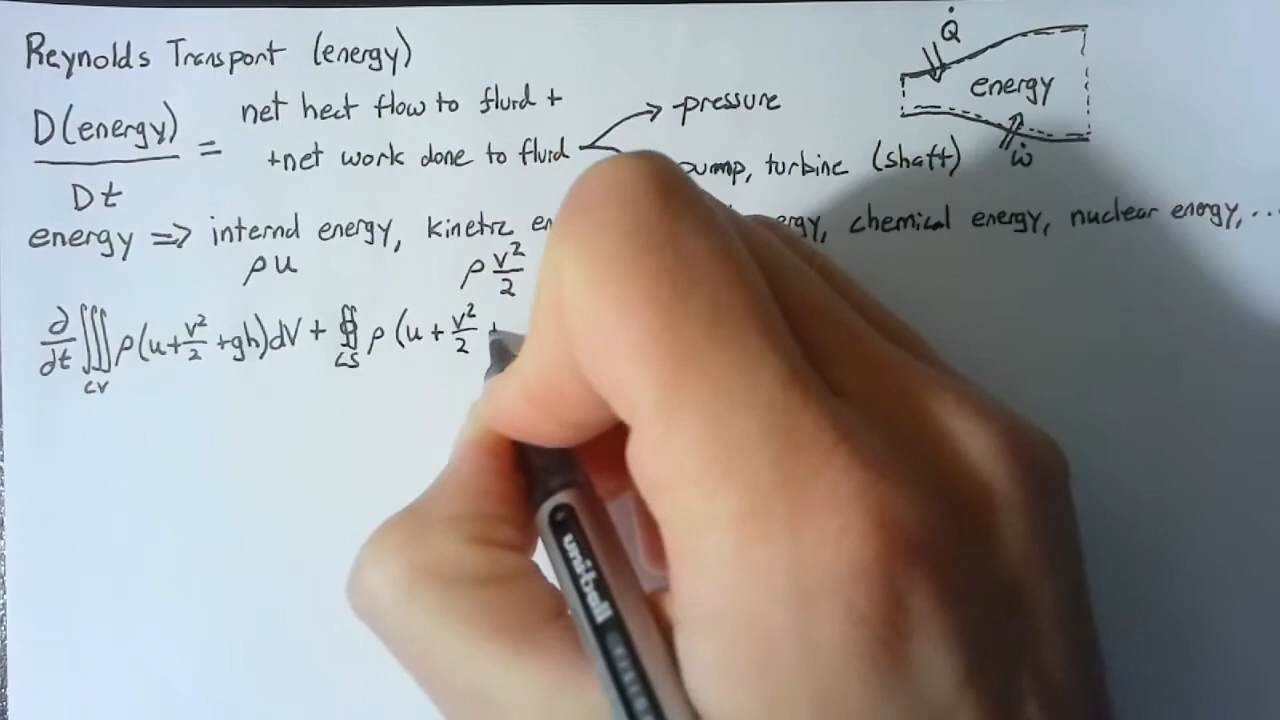 Reynolds Transport (energy)
Q̇
D(energy)
Dt
=
net heat flow to fluid +
+net work done to fluid
pressure
pump, turbine (shaft)
energy
ẇ
energy => internal energy, kinetic en
rgy, chemical energy, nuclear energy,...
ρu
ρ v²/2
∂/∂t ∭ ρ(u+v²/2 +gh)dV + ∯ ρ (u+v²/2 +
CV
CS
uniball